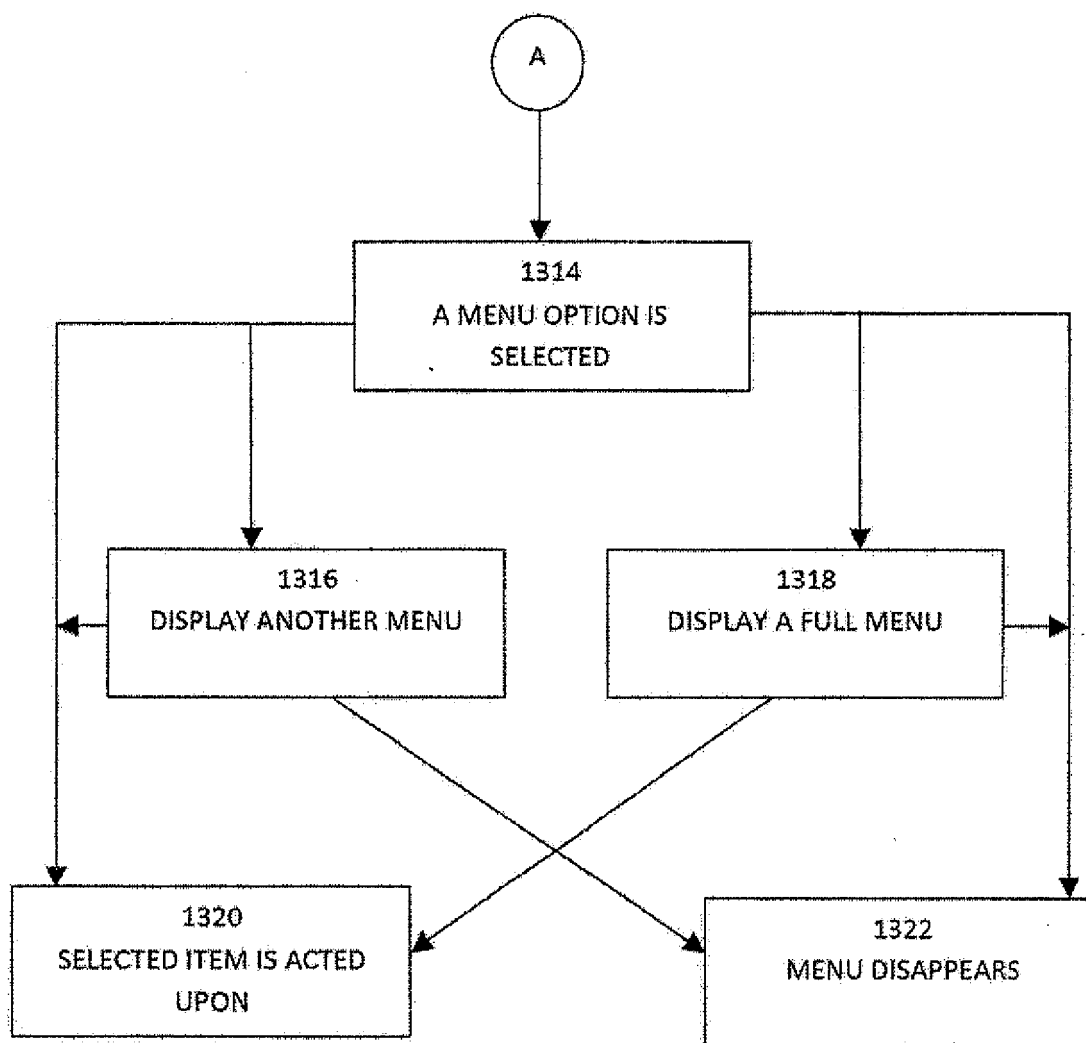 A
1314
A MENU OPTION IS
SELECTED
1316
DISPLAY ANOTHER MENU
1318
DISPLAY A FULL MENU
1320
SELECTED ITEM IS ACTED
UPON
1322
MENU DISAPPEARS